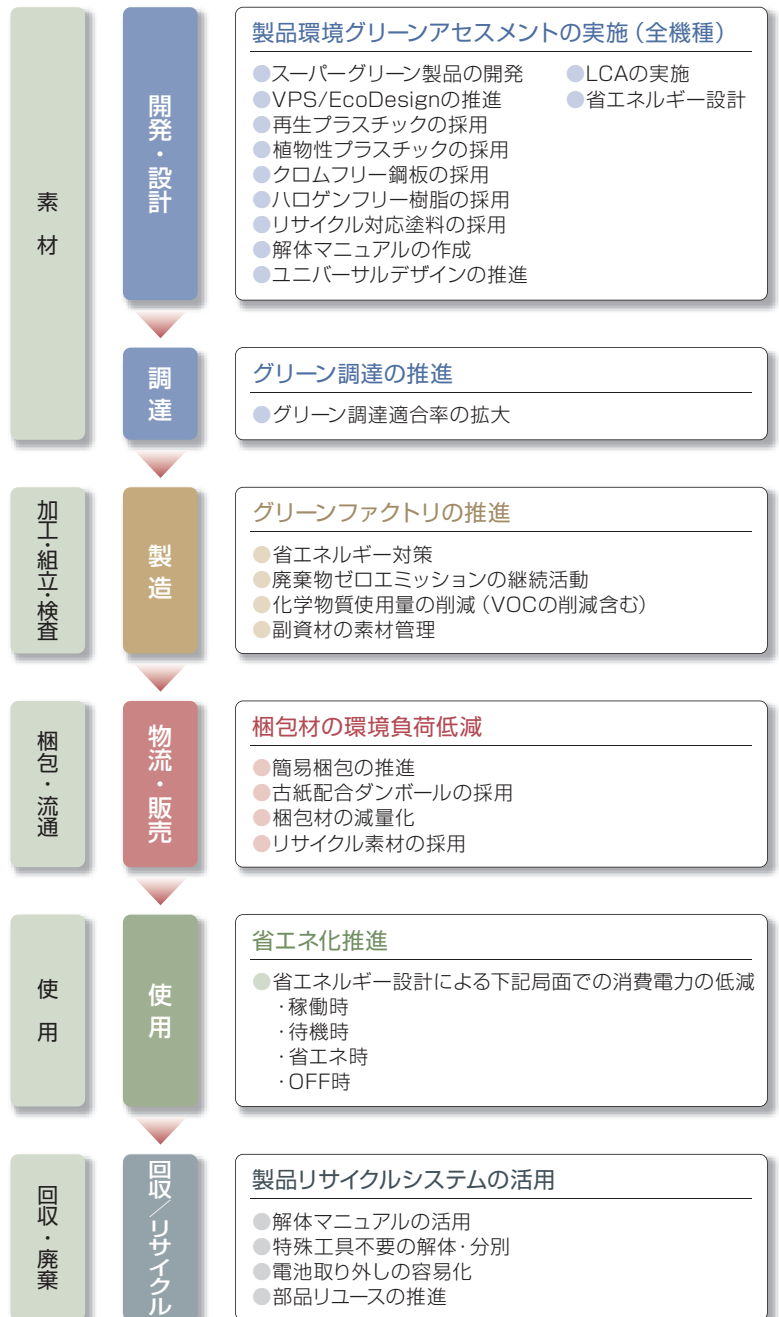 素材
開発・設計
製品環境グリーンアセスメントの実施（全機種）
●スーパーグリーン製品の開発 ●LCAの実施
●VPS/EcoDesignの推進 ●省エネルギー設計
●再生プラスチックの採用
●植物性プラスチックの採用
●クロムフリー鋼板の採用
●ハロゲンフリー樹脂の採用
●リサイクル対応塗料の採用
●解体マニュアルの作成
●ユニバーサルデザインの推進
調達
グリーン調達の推進
●グリーン調達適合率の拡大
加工・組立・検査
製造
グリーンファクトリの推進
●省エネルギー対策
●廃棄物ゼロエミッションの継続活動
●化学物質使用量の削減（VOCの削減含む）
●副資材の素材管理
梱包・流通
物流・販売
梱包材の環境負荷低減
●簡易梱包の推進
●古紙配合ダンボールの採用
●梱包材の減量化
●リサイクル素材の採用
使用
使用
省エネ化推進
●省エネルギー設計による下記局面での消費電力の低減
・稼働時
・待機時
・省エネ時
・OFF時
回収・廃棄
回収／リサイクル
製品リサイクルシステムの活用
●解体マニュアルの活用
●特殊工具不要の解体・分別
●電池取り外しの容易化
●部品リユースの推進